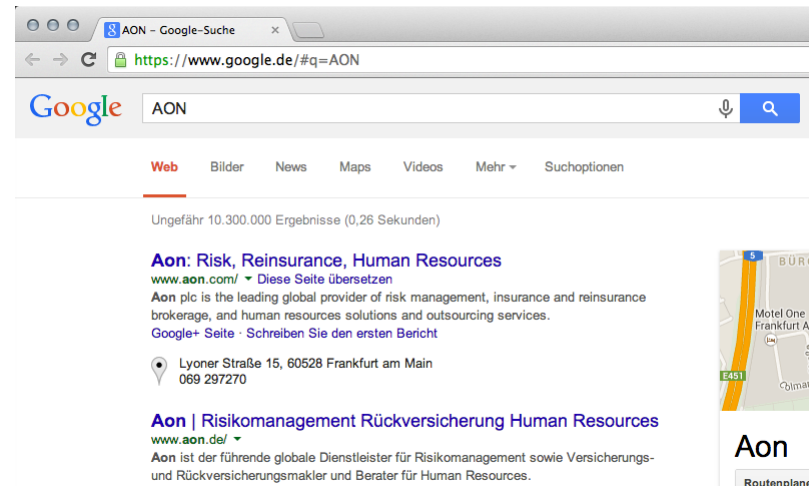 AON - Google-Suche
https://www.google.de/#q=AON
Google
AON
Web Bilder News Maps Videos Mehr Suchoptionen
Ungefähr 10.300.000 Ergebnisse (0,26 Sekunden)
Aon: Risk, Reinsurance, Human Resources
www.aon.com/ Diese Seite übersetzen
Aon plc is the leading global provider of risk management, insurance and reinsurance
brokerage, and human resources solutions and outsourcing services.
Google+ Seite · Schreiben Sie den ersten Bericht
Lyoner Straße 15, 60528 Frankfurt am Main
069 297270
Aon | Risikomanagement Rückversicherung Human Resources
www.aon.de/
Aon ist der führende globale Dienstleister für Risikomanagement sowie Versicherungs-
und Rückversicherungsmakler und Berater für Human Resources.
5
BÜR
Motel One
Frankfurt A
E451
Colmar
Aon
Routenplan